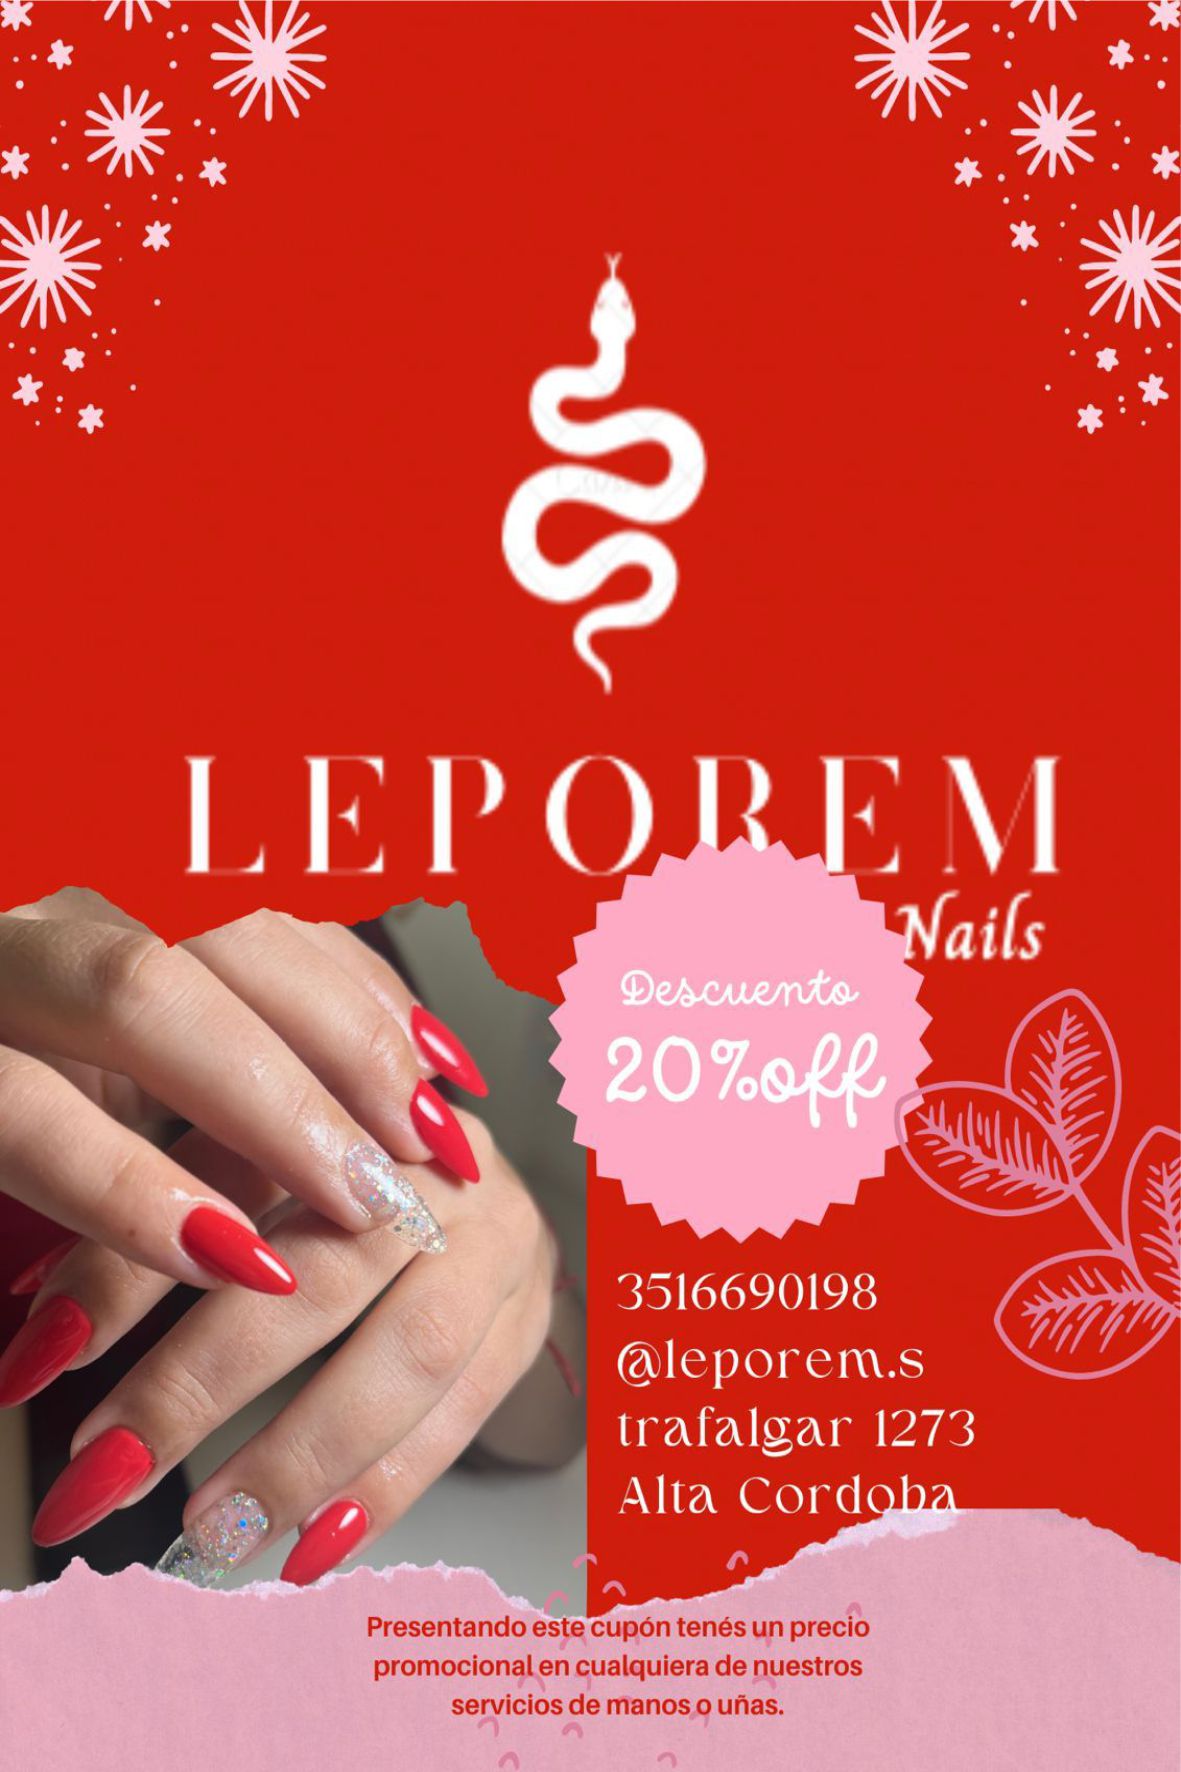 LEPOREM
Nails
Descuento
20%off
3516690198
@leporem.s
trafalgar 1273
Alta Cordoba
Presentando este cupón tenés un precio
promocional en cualquiera de nuestros
servicios de manos o uñas.